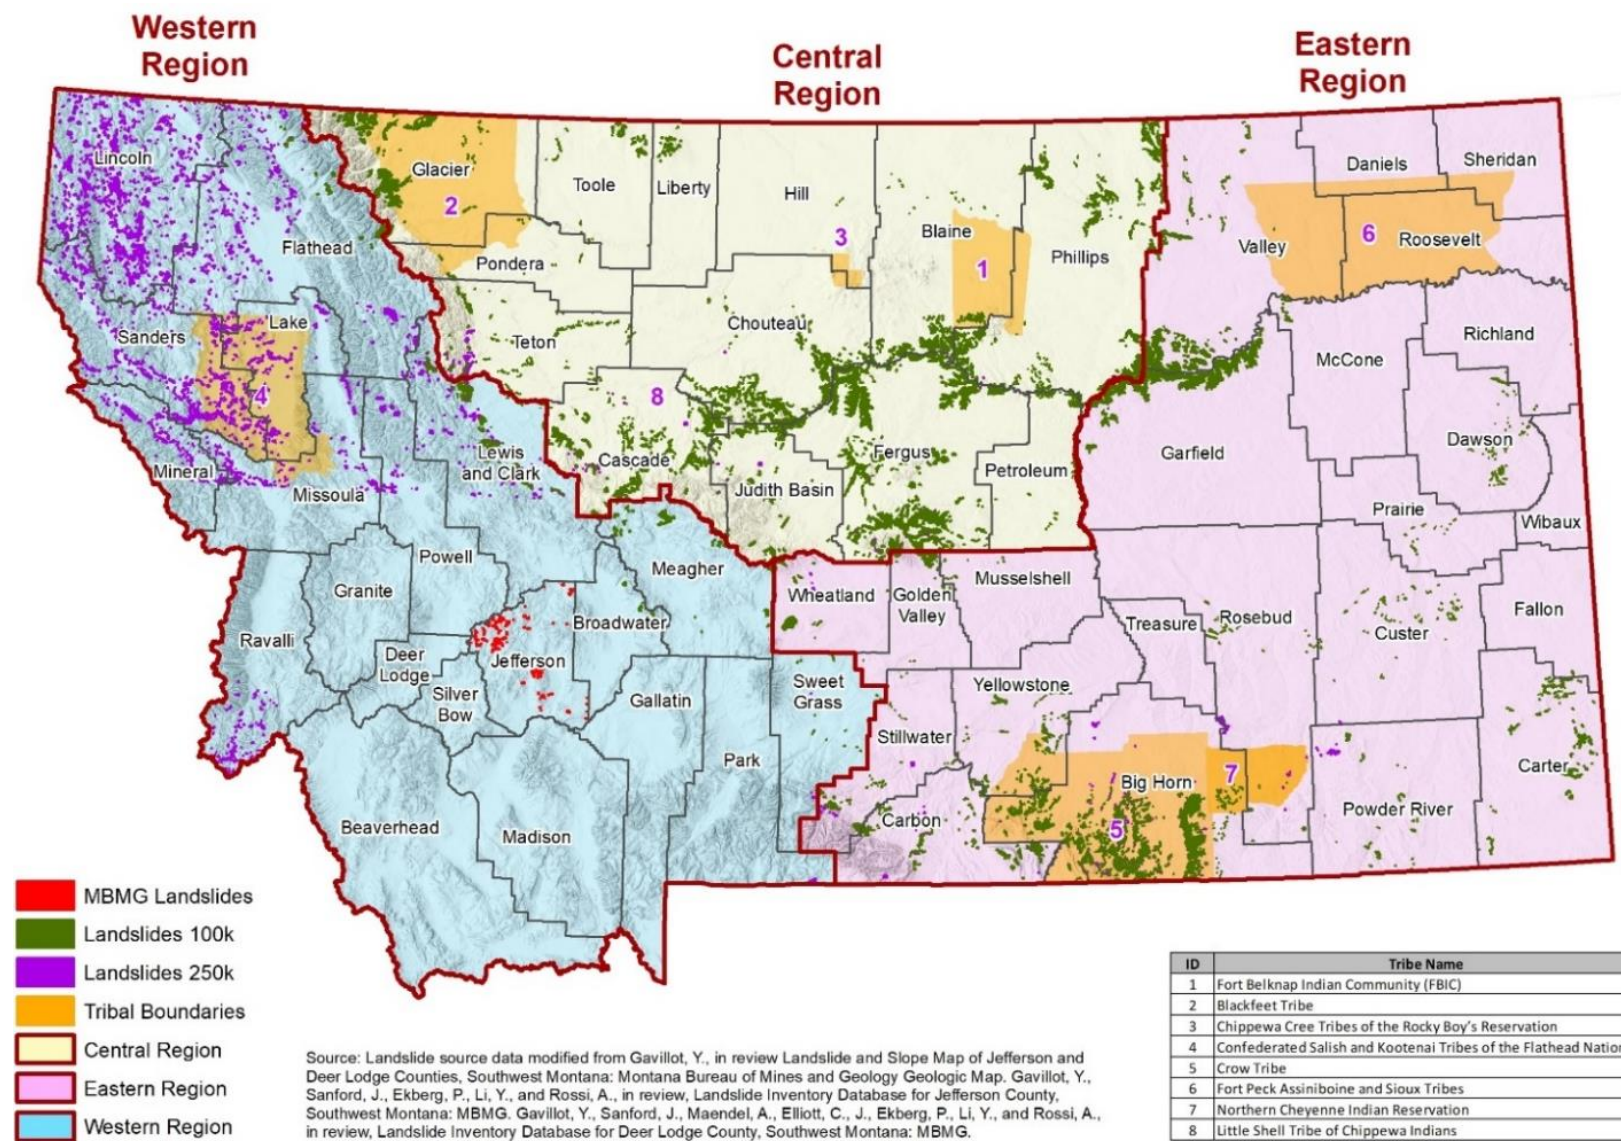 Western
Region
Central
Region
Eastern
Region
Lincoln
Flathead
Glacier
2
Toole
Liberty
Hill
3
Blaine
1
Phillips
Daniels
Sheridan
Valley
6
Roosevelt
Pondera
Sanders
Lake
4
Teton
Chouteau
8
Richland
McCone
Mineral
Missoula
Lewis
and Clark
Cascade
Judith Basin
Fergus
Petroleum
Garfield
Dawson
Prairie
Wibaux
Powell
Granite
Meagher
Wheatland
Golden
Valley
Musselshell
Treasure
Rosebud
Custer
Fallon
Ravalli
Deer
Lodge
Jefferson
Broadwater
Silver
Bow
Gallatin
Sweet
Grass
Yellowstone
Stillwater
Park
Beaverhead
Madison
Carbon
Big Horn
5
7
Powder River
Carter
MBMG Landslides
Landslides 100k
Landslides 250k
Tribal Boundaries
Central Region
Eastern Region
Western Region
Source: Landslide source data modified from Gavillot, Y., in review Landslide and Slope Map of Jefferson and
Deer Lodge Counties, Southwest Montana: Montana Bureau of Mines and Geology Geologic Map. Gavillot, Y.,
Sanford, J., Ekberg, P., Li, Y., and Rossi, A., in review, Landslide Inventory Database for Jefferson County,
Southwest Montana: MBMG. Gavillot, Y., Sanford, J., Maendel, A., Elliott, C., J., Ekberg, P., Li, Y., and Rossi, A.,
in review, Landslide Inventory Database for Deer Lodge County, Southwest Montana: MBMG.
ID Tribe Name
1 Fort Belknap Indian Community (FBIC)
2 Blackfeet Tribe
3 Chippewa Cree Tribes of the Rocky Boy's Reservation
4 Confederated Salish and Kootenai Tribes of the Flathead Nation
5 Crow Tribe
6 Fort Peck Assiniboine and Sioux Tribes
7 Northern Cheyenne Indian Reservation
8 Little Shell Tribe of Chippewa Indians